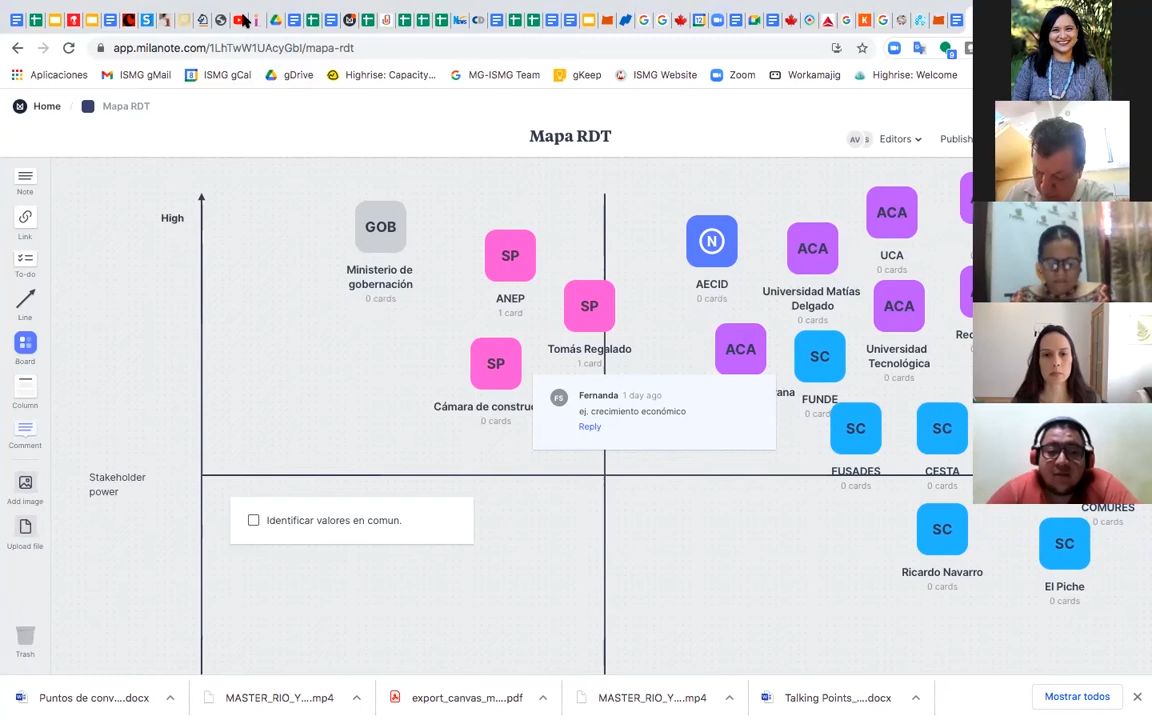 app.milanote.com/1LhTwW1UAcyGbI/mapa-rdt
Aplicaciones
ISMG gMail
ISMG gCal
gDrive
Highrise: Capacity...
MG-ISMG Team
gKeep
ISMG Website
Zoom
Workamajig
Highrise: Welcome
Home / Mapa RDT
Mapa RDT
AV
Editors
Publish
Note
Link
To-do
Line
Board
Column
Comment
Add image
Upload file
Trash
High
Stakeholder
power
GOB
Ministerio de
gobernación
0 cards
SP
ANEP
1 card
SP
Tomás Regalado
1 card
SP
Cámara de construc
0 cards
N
AECID
0 cards
ACA
Universidad Matías
Delgado
0 cards
ACA
UCA
0 cards
ACA
Universidad
Tecnológica
0 cards
ACA
SC
FUNDE
0 card
FS
Fernanda 1 day ago
ej. crecimiento económico
Reply
SC
FUSADES
0 cards
SC
CESTA
0 cards
COMURES
0 cards
SC
Ricardo Navarro
0 cards
SC
El Piche
0 cards
Identificar valores en comun.
Puntos de conv....docx
MASTER_RIO_Y....mp4
export_canvas_m....pdf
MASTER_RIO_Y....mp4
Talking Points_....docx
Mostrar todos